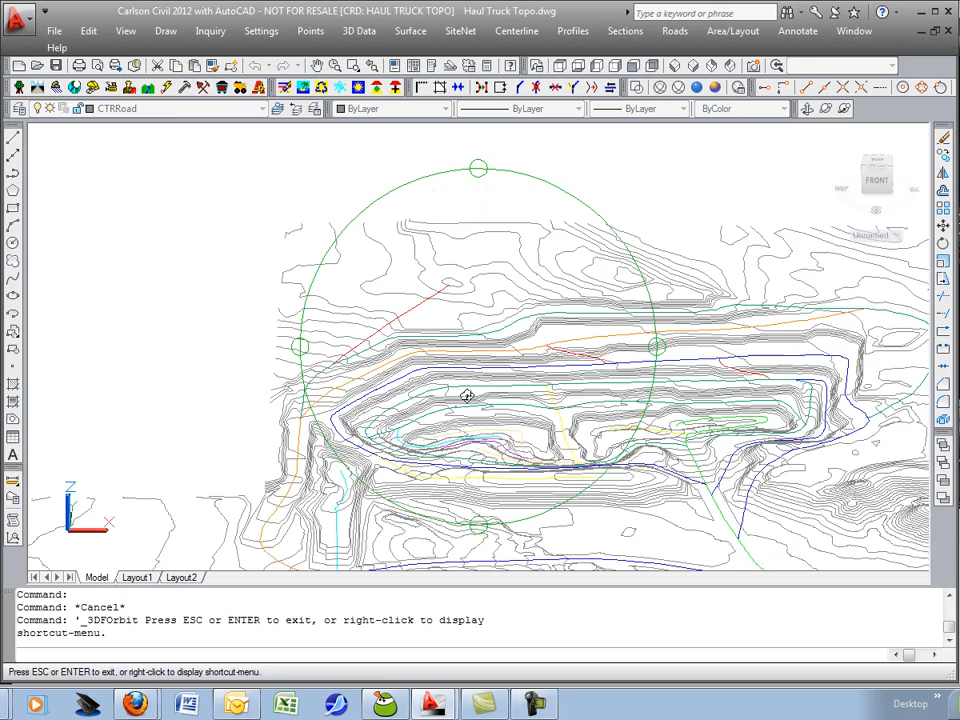 Carlson Civil 2012 with AutoCAD - NOT FOR RESALE [CRD: HAUL TRUCK TOPO]    Haul Truck Topo.dwg
Type a keyword or phrase
File Edit View Draw Inquiry Settings Points 3D Data Surface SiteNet Centerline Profiles Sections Roads Area/Layout Annotate Window
Help
CTRRoad ByLayer ByLayer ByLayer ByColor
FRONT
Unnamed
Z
X
Model Layout1 Layout2
Command:
Command: *Cancel*
Command: '_3DFOrbit Press ESC or ENTER to exit, or right-click to display
shortcut-menu.
Press ESC or ENTER to exit, or right-click to display shortcut-menu.
Desktop